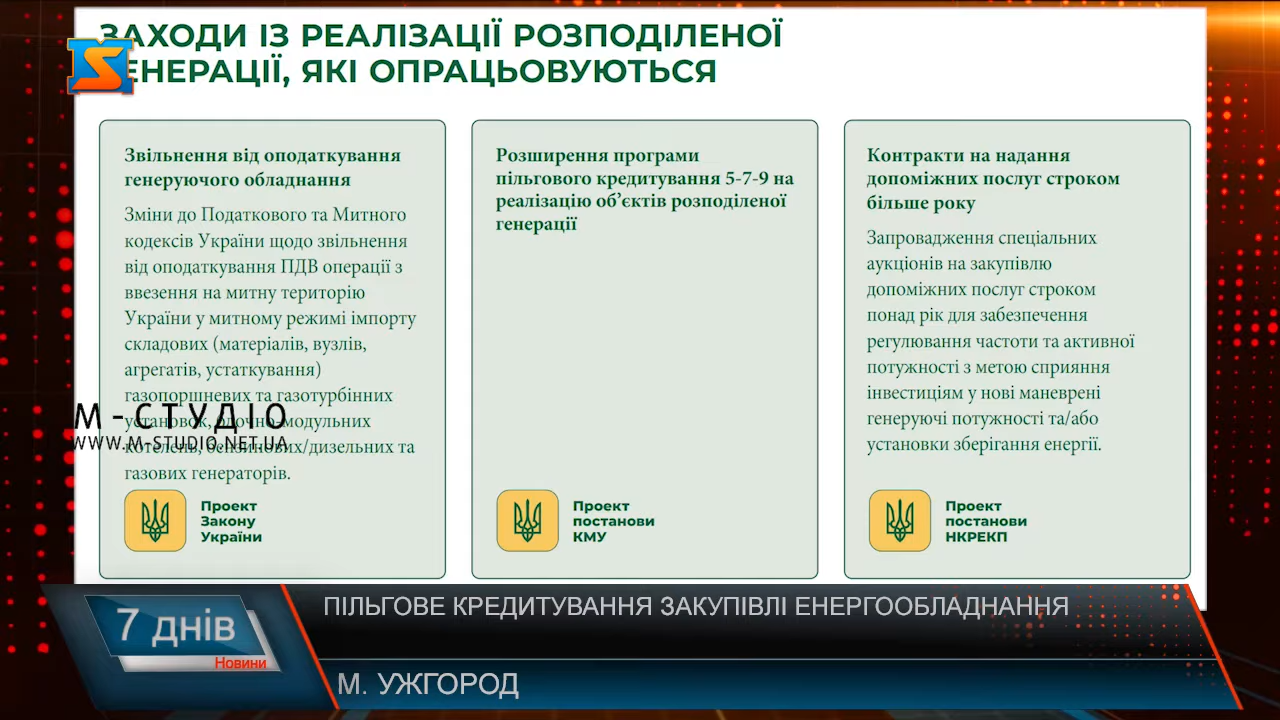 ЗАХОДИ ІЗ РЕАЛІЗАЦІЇ РОЗПОДІЛЕНОЇ
ГЕНЕРАЦІЇ, ЯКІ ОПРАЦЬОВУЮТЬСЯ
Звільнення від оподаткування
генеруючого обладнання
Зміни до Податкового та Митного
кодексів України щодо звільнення
від оподаткування ПДВ операції з
ввезення на митну територію
України у митному режимі імпорту
складових (матеріалів, вузлів,
агрегатів, устаткування)
газопоршневих та газотурбінних
установок, блочно-модульних
котелень, бензинових/дизельних та
газових генераторів.
Проект
Закону
України
Розширення програми
пільгового кредитування 5-7-9 на
реалізацію об’єктів розподіленої
генерації
Проект
постанови
КМУ
Контракти на надання
допоміжних послуг строком
більше року
Запровадження спеціальних
аукціонів на закупівлю
допоміжних послуг строком
понад рік для забезпечення
регулювання частоти та активної
потужності з метою сприяння
інвестиціям у нові маневрені
генеруючі потужності та/або
установки зберігання енергії.
Проект
постанови
НКРЕКП
М-СТУДІО
WWW.M-STUDIO.NET.UA
7 днів
Новини
ПІЛЬГОВЕ КРЕДИТУВАННЯ ЗАКУПІВЛІ ЕНЕРГООБЛАДНАННЯ
М. УЖГОРОД